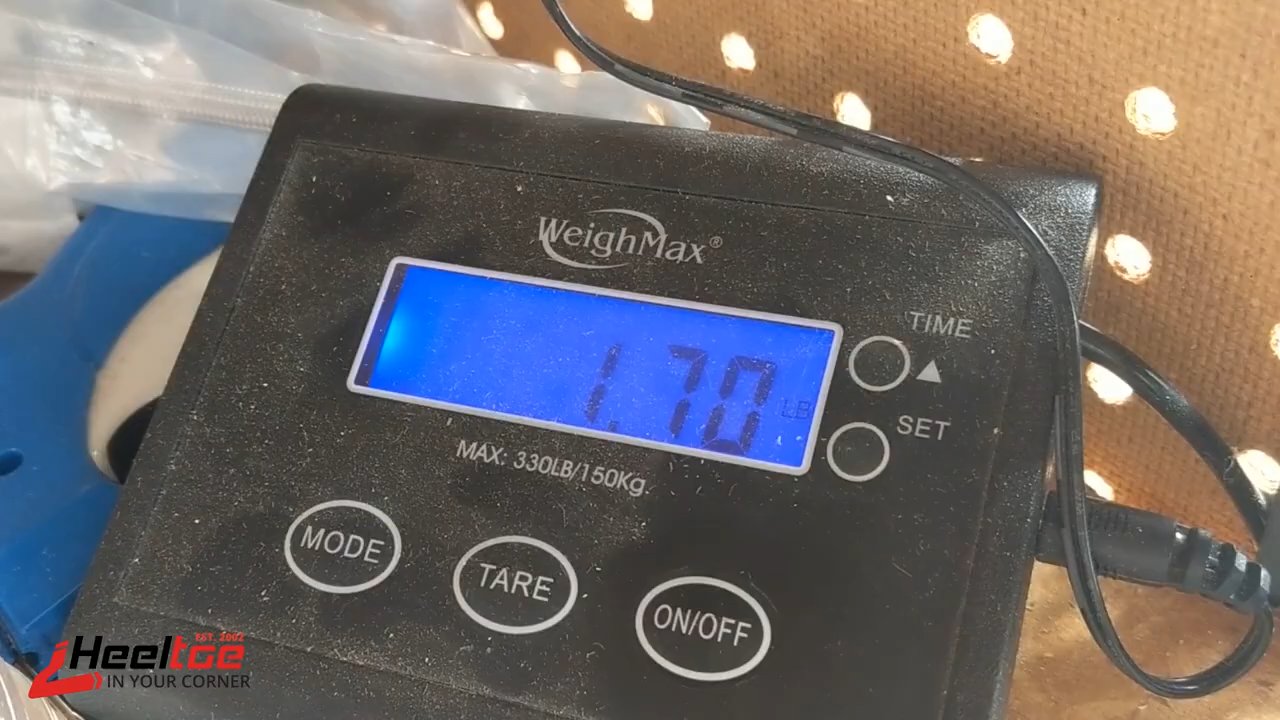 WeighMax®
TIME
1.70 LB
SET
MAX: 330LB/150Kg.
MODE
TARE
ON/OFF
EST. 2002
Heeltoe
IN YOUR CORNER